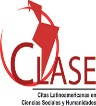 CLASE
Citas Latinoamericanas en
Ciencias Sociales y Humanidades